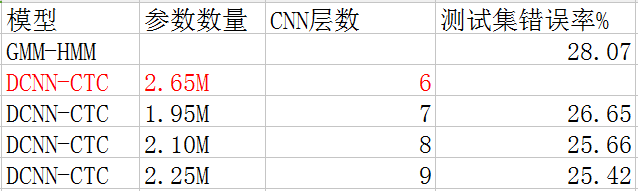 模型 参数数量 CNN层数 测试集错误率%
GMM-HMM 28.07
DCNN-CTC 2.65M 6
DCNN-CTC 1.95M 7 26.65
DCNN-CTC 2.10M 8 25.66
DCNN-CTC 2.25M 9 25.42